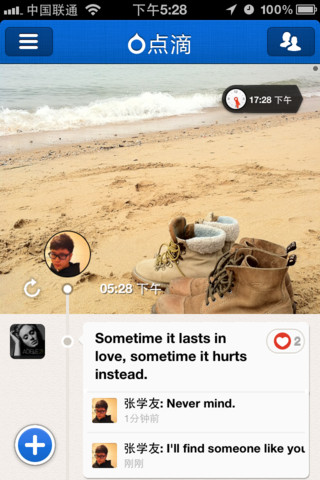 中国联通 下午5:28 100%
点滴
17:28 下午
05:28 下午
Sometime it lasts in
love, sometime it hurts
instead.
2
张学友: Never mind.
1分钟前
张学友: I'll find someone like you
刚刚